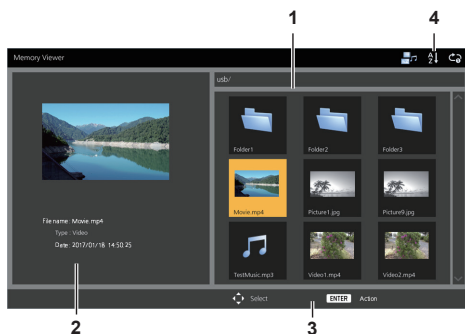 1
4
Memory Viewer
A
Z
usb/
Folder1
Folder2
Folder3
Movie.mp4
Picture1.jpg
Picture9.jpg
File name: Movie.mp4
Type : Video
Date: 2017/01/18 14:50:25
TestMusic.mp3
Video1.mp4
Video2.mp4
Select
ENTER
Action
2
3